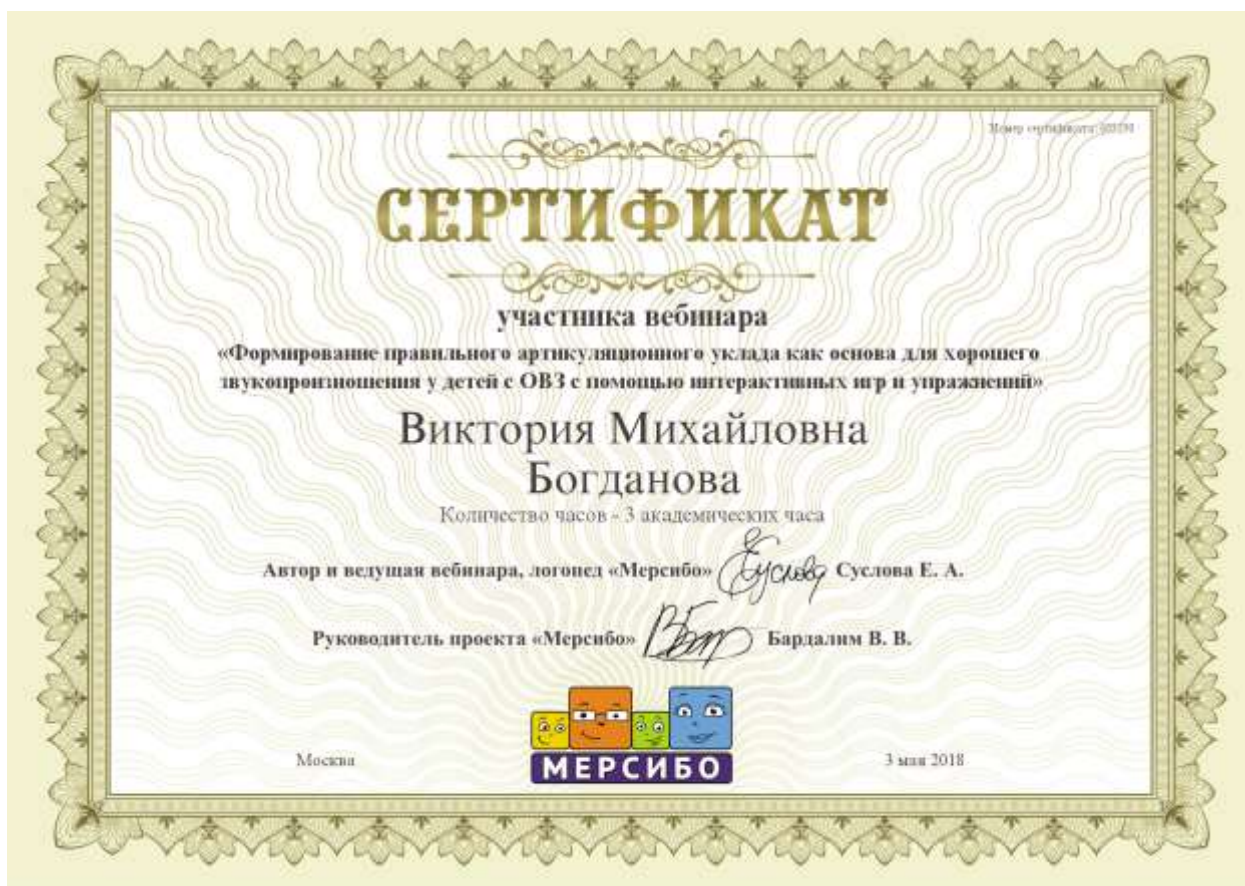 Номер сертификата:
СЕРТИФИКАТ
участника вебинара
«Формирование правильного артикуляционного уклада как основа для хорошего
звукопроизношения у детей с ОВЗ с помощью интерактивных игр и упражнений»
Виктория Михайловна
Богданова
Количество часов - 3 академических часа
Автор и ведущая вебинара, логопед «Мерсибо» Суслова Е. А.
Руководитель проекта «Мерсибо» Бардалим В. В.
Москва
МЕРСИБО
3 мая 2018